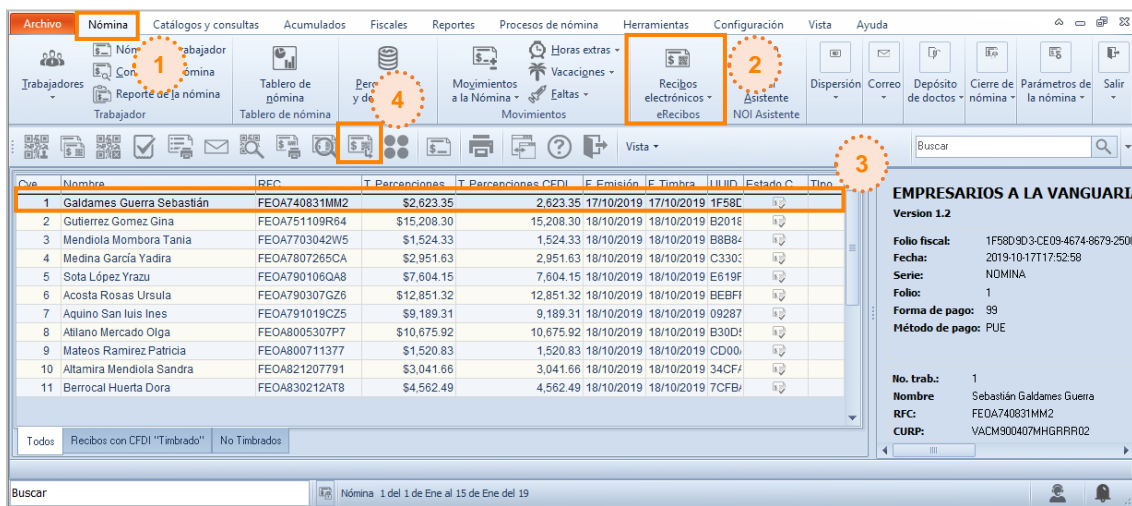 Archivo Nómina Catálogos y consultas Acumulados Fiscales Reportes Procesos de nómina Herramientas Configuración Vista Ayuda
Trabajadores
Reporte de la nómina
Trabajador
1
Tablero de nómina
Tablero de nómina
4
Movimientos a la Nómina
Horas extras
Vacaciones
Faltas
Movimientos
Recibos electrónicos
eRecibos
2
Asistente
NOI Asistente
Dispersión
Correo
Depósito de doctos
Cierre de nómina
Parámetros de la nómina
Salir
Vista
Buscar
3
Cve. Nombre RFC T. Percepciones T. Percepciones CFDI F. Emisión F. Timbra UUID Estado C
1 Galdames Guerra Sebastián FEOA740831MM2 $2,623.35 2,623.35 17/10/2019 17/10/2019 1F58D
2 Gutierrez Gomez Gina FEOA751109R64 $15,208.30 15,208.30 18/10/2019 18/10/2019 B2018
3 Mendiola Mombora Tania FEOA7703042W5 $1,524.33 1,524.33 18/10/2019 18/10/2019 B8B84
4 Medina García Yadira FEOA7807265CA $2,951.63 2,951.63 18/10/2019 18/10/2019 C3303
5 Sota López Yrazu FEOA790106QA8 $7,604.15 7,604.15 18/10/2019 18/10/2019 E619F
6 Acosta Rosas Ursula FEOA790307GZ6 $12,851.32 12,851.32 18/10/2019 18/10/2019 BEBFF
7 Aquino San luis Ines FEOA791019CZ5 $9,189.31 9,189.31 18/10/2019 18/10/2019 09287
8 Atilano Mercado Olga FEOA8005307P7 $10,675.92 10,675.92 18/10/2019 18/10/2019 B30D
9 Mateos Ramirez Patricia FEOA800711377 $1,520.83 1,520.83 18/10/2019 18/10/2019 CD00
10 Altamira Mendiola Sandra FEOA821207791 $3,041.66 3,041.66 18/10/2019 18/10/2019 34CF
11 Berrocal Huerta Dora FEOA830212AT8 $4,562.49 4,562.49 18/10/2019 18/10/2019 7CFB
Todos Recibos con CFDI "Timbrado" No Timbrados
EMPRESARIOS A LA VANGUARI
Version 1.2
Folio fiscal: 1F58D9D3-CE09-4674-8679-250
Fecha: 2019-10-17T17:52:58
Serie: NOMINA
Folio: 1
Forma de pago: 99
Método de pago: PUE
No. trab.: 1
Nombre Sebastián Galdames Guerra
RFC: FEOA740831MM2
CURP: VACM900407MHGRRR02
Buscar
Nómina 1 del 1 de Ene al 15 de Ene del 19